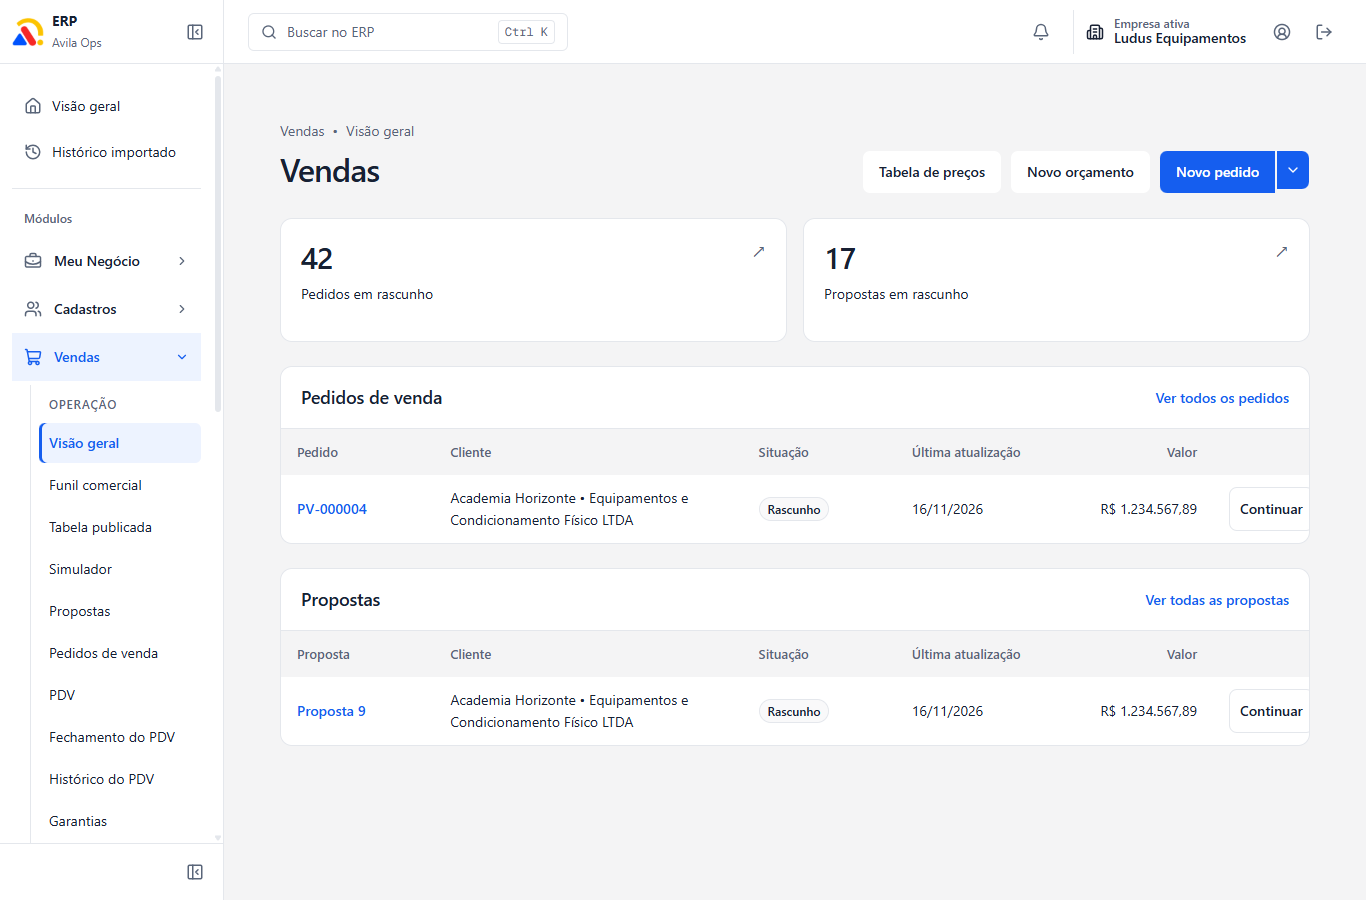 ERP
Avila Ops
Buscar no ERP
Ctrl K
Empresa ativa
Ludus Equipamentos
Visão geral
Histórico importado
Módulos
Meu Negócio
Cadastros
Vendas
OPERAÇÃO
Visão geral
Funil comercial
Tabela publicada
Simulador
Propostas
Pedidos de venda
PDV
Fechamento do PDV
Histórico do PDV
Garantias
Vendas • Visão geral
Vendas
Tabela de preços
Novo orçamento
Novo pedido
42
Pedidos em rascunho
17
Propostas em rascunho
Pedidos de venda
Ver todos os pedidos
Pedido Cliente Situação Última atualização Valor
PV-000004 Academia Horizonte • Equipamentos e Condicionamento Físico LTDA Rascunho 16/11/2026 R$ 1.234.567,89 Continuar
Propostas
Ver todas as propostas
Proposta Cliente Situação Última atualização Valor
Proposta 9 Academia Horizonte • Equipamentos e Condicionamento Físico LTDA Rascunho 16/11/2026 R$ 1.234.567,89 Continuar